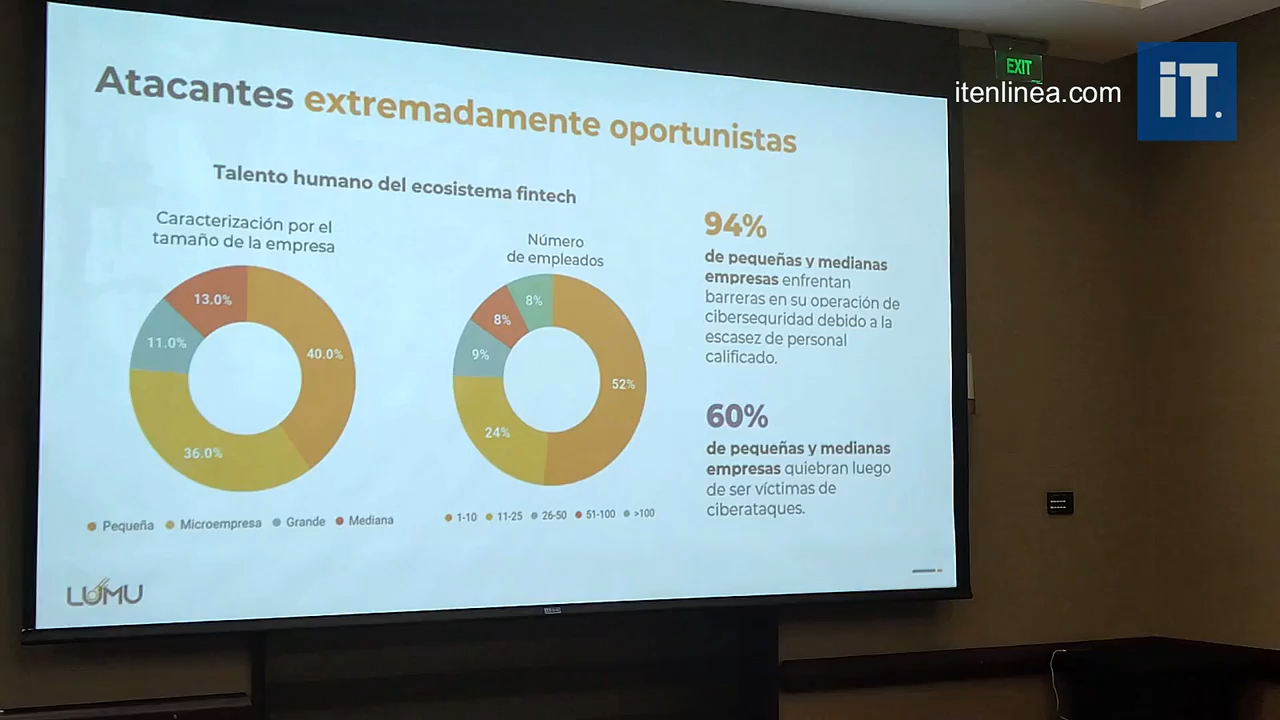 EXIT
itenlinea.com
iT.
Atacantes extremadamente oportunistas
Talento humano del ecosistema fintech
Caracterización por el
tamaño de la empresa
13.0%
11.0%
40.0%
36.0%
Pequeña Microempresa Grande Mediana
Número
de empleados
8%
8%
9%
52%
24%
1-10 11-25 26-50 51-100 >100
94%
de pequeñas y medianas
empresas enfrentan
barreras en su operación de
ciberseguridad debido a la
escasez de personal
calificado.
60%
de pequeñas y medianas
empresas quiebran luego
de ser víctimas de
ciberataques.
LUMU